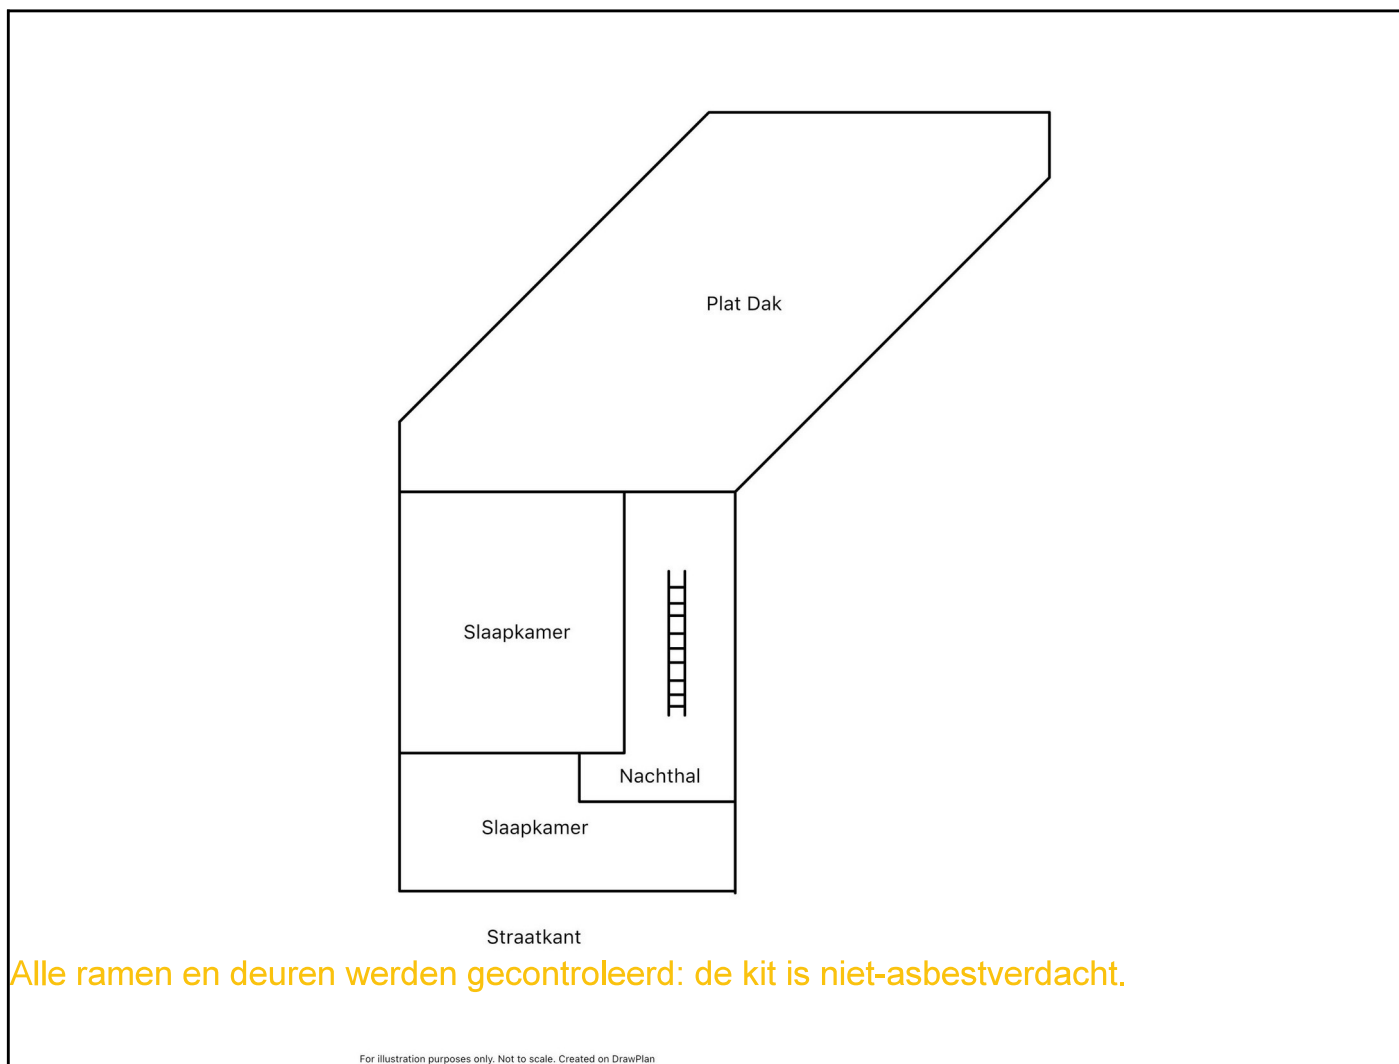 Plat Dak
Slaapkamer
Nachthal
Slaapkamer
Straatkant
Alle ramen en deuren werden gecontroleerd: de kit is niet-asbestverdacht.
For illustration purposes only. Not to scale. Created on DrawPlan